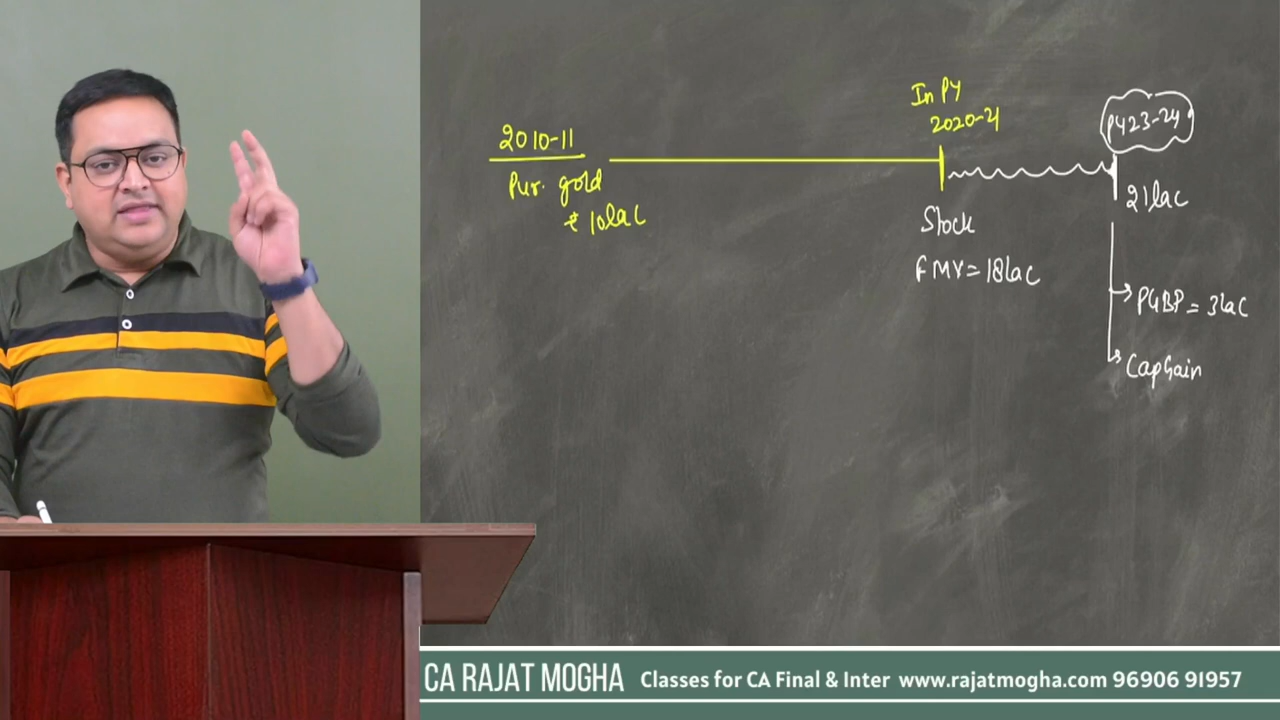 2010-11
Pur. gold
₹ 10lac
In PY
2020-21
Stock
FMV = 18lac
PY23-24
21lac
PGBP = 3lac
CapGain
CA RAJAT MOGHA Classes for CA Final & Inter www.rajatmogha.com 96906 91957